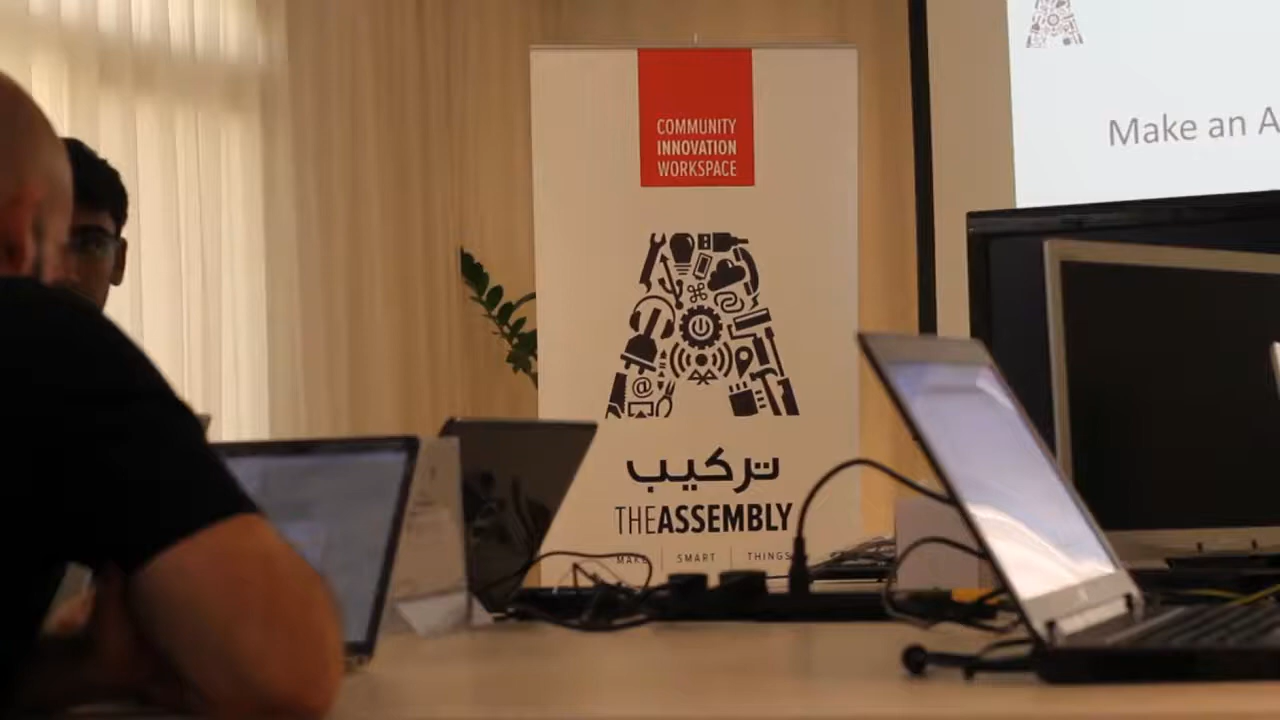 COMMUNITY
INNOVATION
WORKSPACE
@
تركيب
THEASSEMBLY
MAKE | SMART | THINGS
Make an A